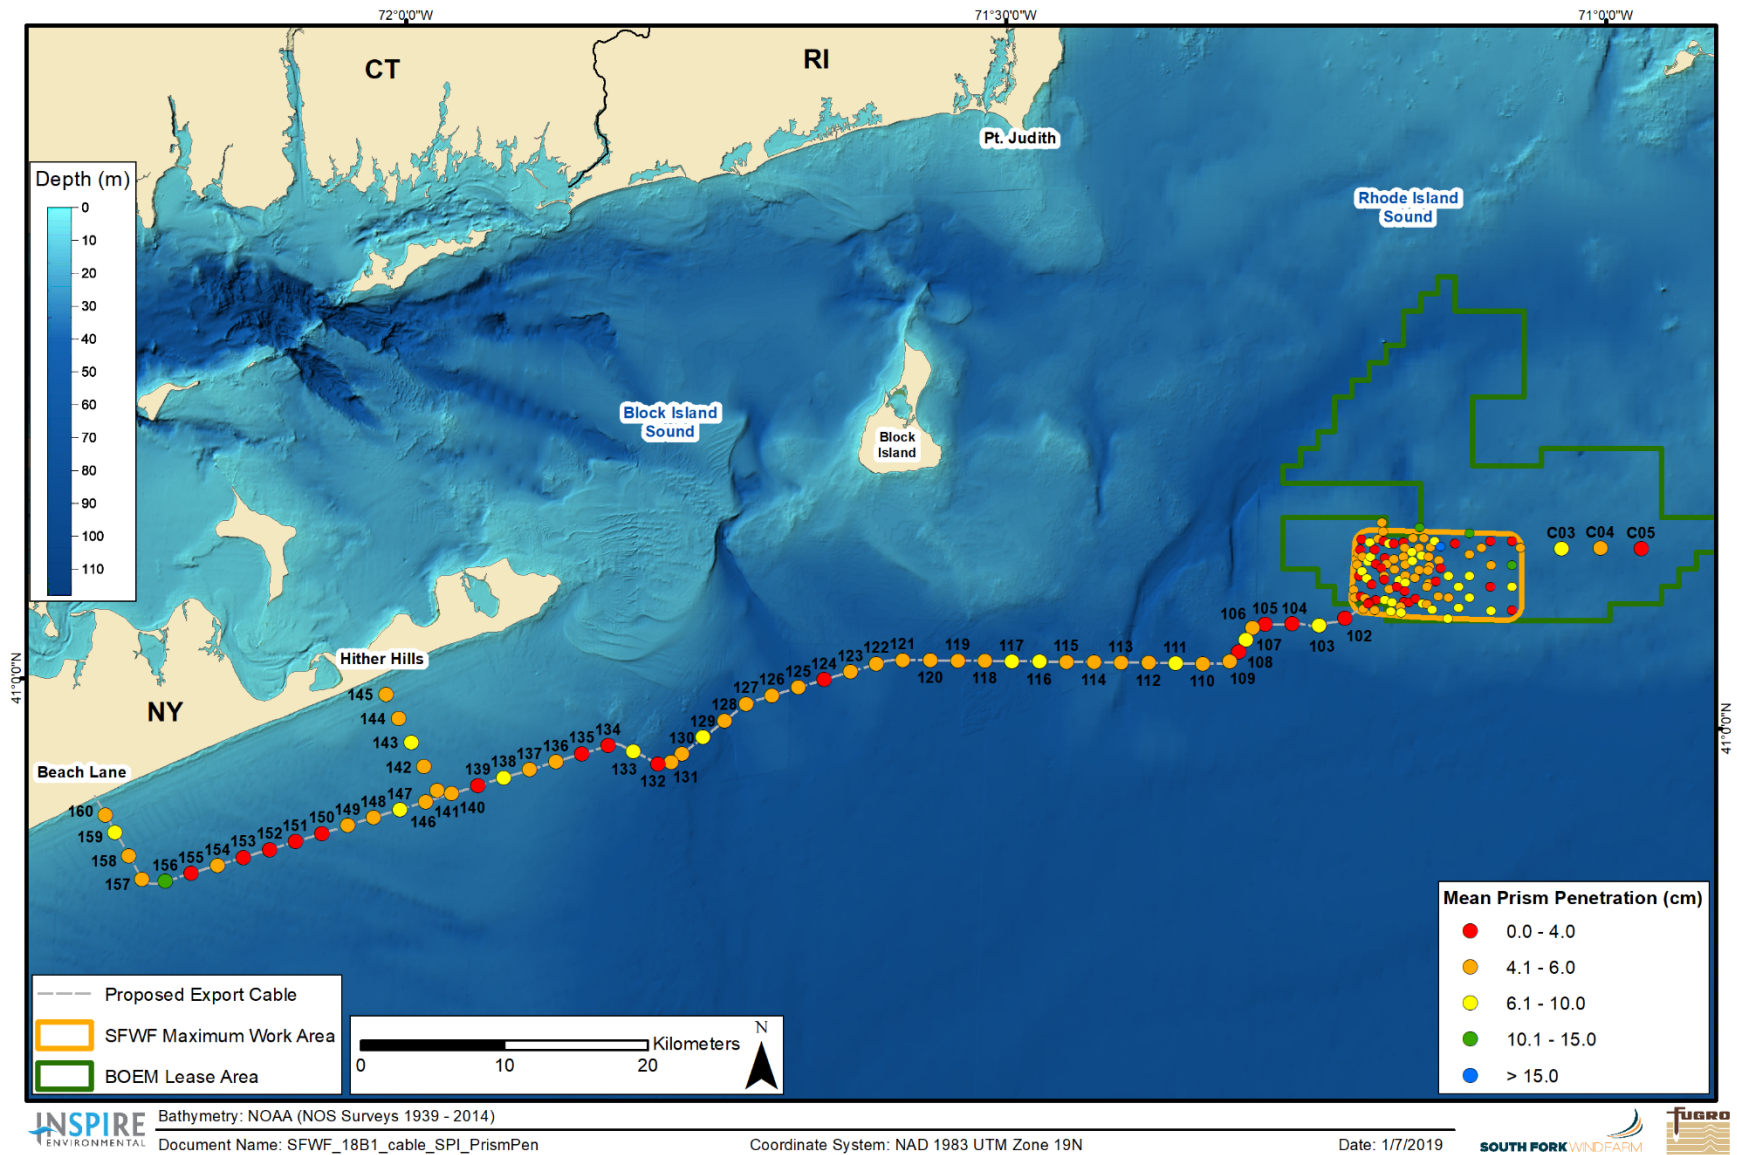 72°0'0"W
71°30'0"W
71°0'0"W
CT
RI
Pt. Judith
Depth (m)
0
10
20
30
40
50
60
70
80
90
100
110
Rhode Island
Sound
Block Island
Sound
Block
Island
C03
C04
C05
106
105
104
102
103
107
108
109
122
121
119
117
115
113
111
120
118
116
114
112
110
123
124
125
126
127
128
129
130
131
132
133
134
135
136
137
138
139
140
141
Hither Hills
145
144
143
142
41°0'0"N
41°0'0"N
NY
Beach Lane
146
147
148
149
150
151
152
153
154
155
156
157
158
159
160
Mean Prism Penetration (cm)
0.0 - 4.0
4.1 - 6.0
6.1 - 10.0
10.1 - 15.0
> 15.0
Proposed Export Cable
SFWF Maximum Work Area
BOEM Lease Area
N
Kilometers
0
10
20
INSPIRE
ENVIRONMENTAL
Bathymetry: NOAA (NOS Surveys 1939 - 2014)
Document Name: SFWF_18B1_cable_SPI_PrismPen
Coordinate System: NAD 1983 UTM Zone 19N
Date: 1/7/2019
SOUTH FORK WINDFARM
FUGRO